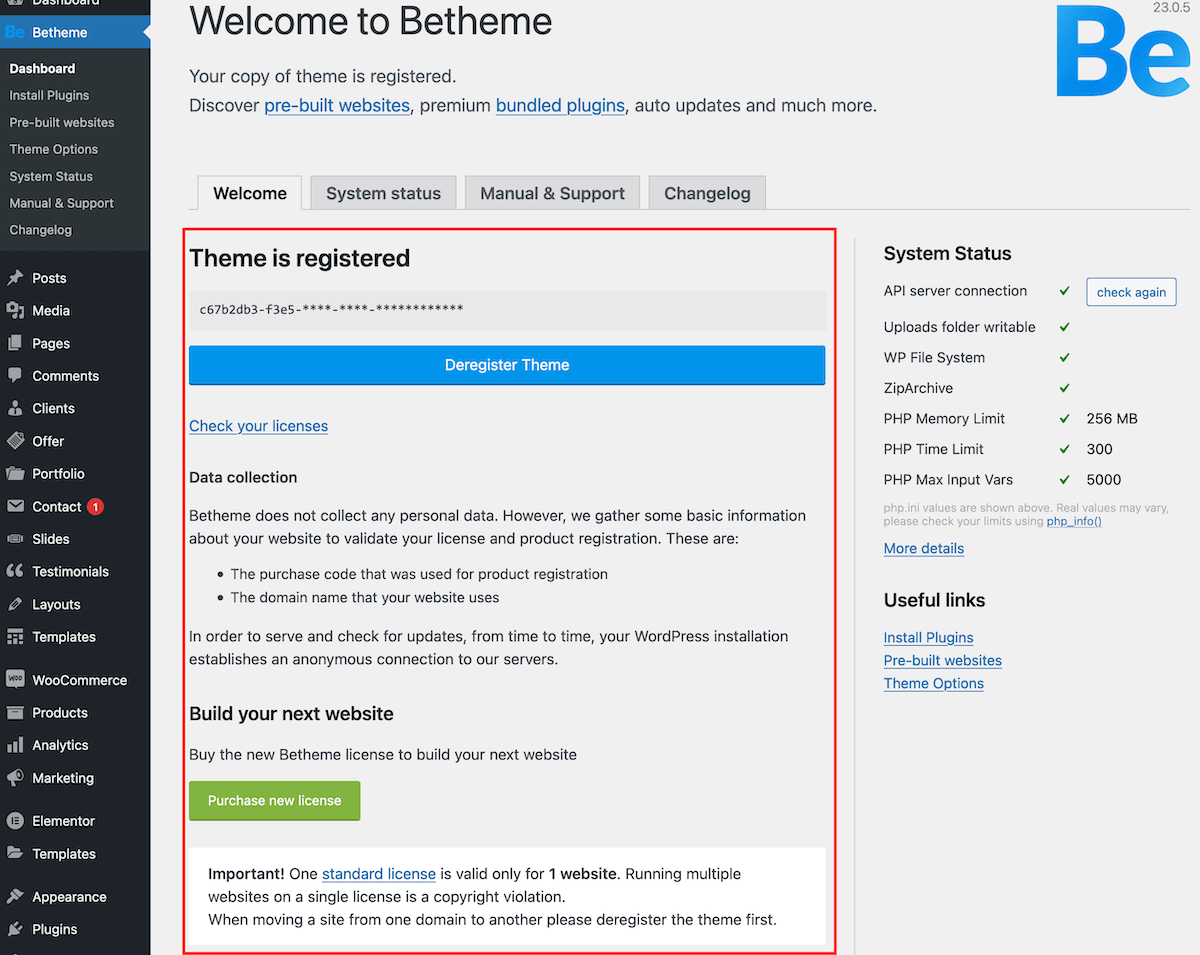 Dashboard
Be Betheme
Dashboard
Install Plugins
Pre-built websites
Theme Options
System Status
Manual & Support
Changelog
Posts
Media
Pages
Comments
Clients
Offer
Portfolio
Contact 1
Slides
Testimonials
Layouts
Templates
WOO WooCommerce
Products
Analytics
Marketing
Elementor
Templates
Appearance
Plugins
Welcome to Betheme
23.0.5
Be
Your copy of theme is registered.
Discover pre-built websites, premium bundled plugins, auto updates and much more.
Welcome System status Manual & Support Changelog
Theme is registered
c67b2db3-f3e5-****-****-************
Deregister Theme
Check your licenses
Data collection
Betheme does not collect any personal data. However, we gather some basic information
about your website to validate your license and product registration. These are:
• The purchase code that was used for product registration
• The domain name that your website uses
In order to serve and check for updates, from time to time, your WordPress installation
establishes an anonymous connection to our servers.
Build your next website
Buy the new Betheme license to build your next website
Purchase new license
Important! One standard license is valid only for 1 website. Running multiple
websites on a single license is a copyright violation.
When moving a site from one domain to another please deregister the theme first.
System Status
API server connection ✓ check again
Uploads folder writable ✓
WP File System ✓
ZipArchive ✓
PHP Memory Limit ✓ 256 MB
PHP Time Limit ✓ 300
PHP Max Input Vars ✓ 5000
php.ini values are shown above. Real values may vary,
please check your limits using php_info()
More details
Useful links
Install Plugins
Pre-built websites
Theme Options